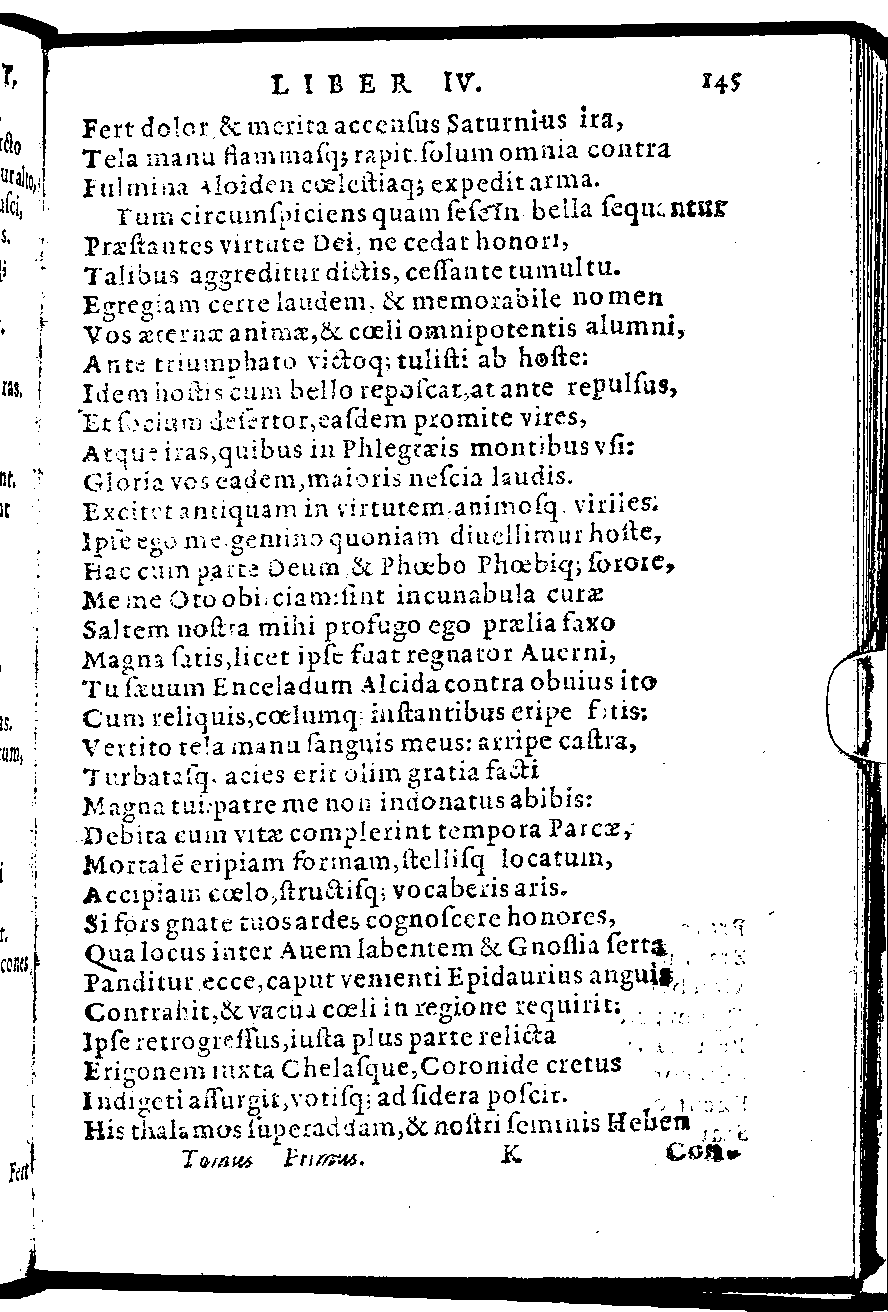 LIBER IV. 145
Fert dolor & merita accenſus Saturnius ira,
Tela manu flammaſq; rapit. ſolum omnia contra
Fulmina Aloiden cœleſtiaq; expedit arma.
Tum circumſpiciens quam ſeſe in bella ſequuntur
Præſtantes virtute Dei, ne cedat honori,
Talibus aggreditur dictis, ceſſante tumultu.
Egregiam certe laudem, & memorabile nomen
Vos æternæ animæ, & cœli omnipotentis alumni,
Ante triumphato victoq; tuliſti ab hoſte:
Idem hoſtis cum bello repoſcat, at ante repulſus,
Et ſocium deſertor, eaſdem promite vires,
Atque iras, quibus in Phlegræis montibus vſi:
Gloria vos eadem, maioris neſcia laudis.
Excitet antiquam in virtutem animoſq. viriles:
Ipſe ego me gemino quoniam diuellimur hoſte,
Hac cum parte Deum & Phœbo Phœbiq; ſorore,
Me me Oto obiiciam: ſint incunabula curæ
Saltem noſtra mihi profugo ego prælia faxo
Magna ſatis, licet ipſe fuat regnator Auerni,
Tu ſæuum Enceladum Alcida contra obuius ito
Cum reliquis, cœlumq; inſtantibus eripe fatis:
Vertito tela manu ſanguis meus: arripe caſtra,
Turbataſq. acies erit olim gratia facti
Magna tui: patre me non indonatus abibis:
Debita cum vitæ complerint tempora Parcæ,
Mortalē eripiam formam, ſtelliſq locatum,
Accipiam cœlo, ſtructiſq; vocaberis aris.
Si fors gnate tuos ardes cognoſcere honores,
Qua locus inter Auem labentem & Gnoſſia ſerta
Panditur ecce, caput venienti Epidaurius anguis
Contrahit, & vacua cœli in regione requirit:
Ipſe retrogreſſus, iuſta plus parte relicta
Erigonem iuxta Chelaſque, Coronide cretus
Indigeti aſſurgit, votiſq; ad ſidera poſcit.
His thalamos ſuperaddam, & noſtri ſeminis Heben
Tomus Primus. K Con-